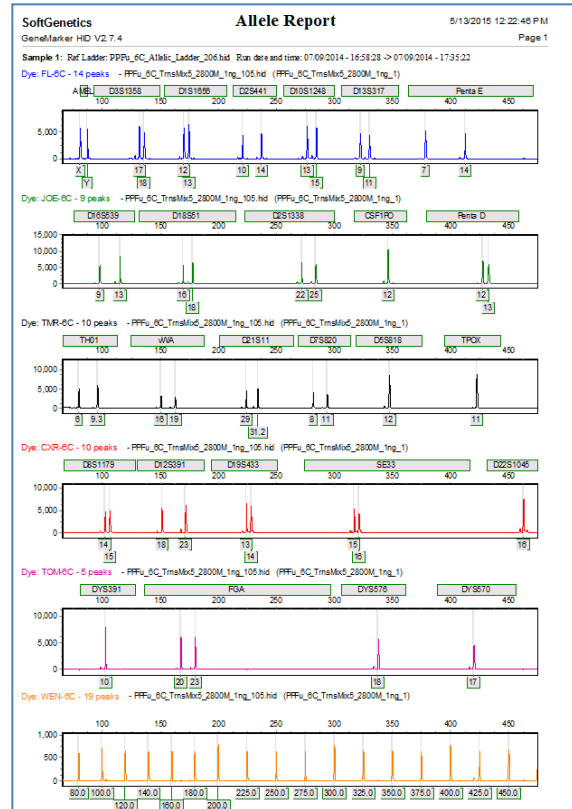 SoftGenetics Allele Report 5/13/2015 12:22:46 PM
GeneMarker HID V2.7.4 Page 1
Sample 1: Ref Ladder: PPFu_6C_Allelic_Ladder_206.hid Run date and time: 07/09/2014 - 16:58:28 -> 07/09/2014 - 17:35:22
Dye: FL-6C - 14 peaks - PPFu_6C_TrnsMix5_2800M_1ng_105.hid (PPFu_6C_TrnsMix5_2800M_1ng_1)
AMEL D3S1358 D1S1656 D2S441 D10S1248 D13S317 Penta E
100 150 200 250 300 350 400 450
5,000
0
X 17 12 10 14 13 9 7 14
Y 18 13 15 11
Dye: JOE-6C - 9 peaks - PPFu_6C_TrnsMix5_2800M_1ng_105.hid (PPFu_6C_TrnsMix5_2800M_1ng_1)
D16S539 D18S51 D2S1338 CSF1PO Penta D
100 150 200 250 300 350 400 450
15,000
10,000
5,000
0
9 13 16 22 25 12 12
18 13
Dye: TMR-6C - 10 peaks - PPFu_6C_TrnsMix5_2800M_1ng_105.hid (PPFu_6C_TrnsMix5_2800M_1ng_1)
TH01 vWA D21S11 D7S820 D5S818 TPOX
100 150 200 250 300 350 400 450
10,000
5,000
0
6 9.3 16 19 29 8 11 12 11
31.2
Dye: CXR-6C - 10 peaks - PPFu_6C_TrnsMix5_2800M_1ng_105.hid (PPFu_6C_TrnsMix5_2800M_1ng_1)
D8S1179 D12S391 D19S433 SE33 D22S1045
100 150 200 250 300 350 400 450
10,000
5,000
0
14 18 23 13 15 16
15 14 16
Dye: TOM-6C - 5 peaks - PPFu_6C_TrnsMix5_2800M_1ng_105.hid (PPFu_6C_TrnsMix5_2800M_1ng_1)
DYS391 FGA DYS576 DYS570
100 150 200 250 300 350 400 450
10,000
5,000
0
10 20 23 18 17
Dye: WEN-6C - 19 peaks - PPFu_6C_TrnsMix5_2800M_1ng_105.hid (PPFu_6C_TrnsMix5_2800M_1ng_1)
100 150 200 250 300 350 400 450
1,000
500
0
80.0 100.0 140.0 180.0 225.0 250.0 275.0 300.0 325.0 350.0 375.0 400.0 425.0 450.0
120.0 160.0 200.0